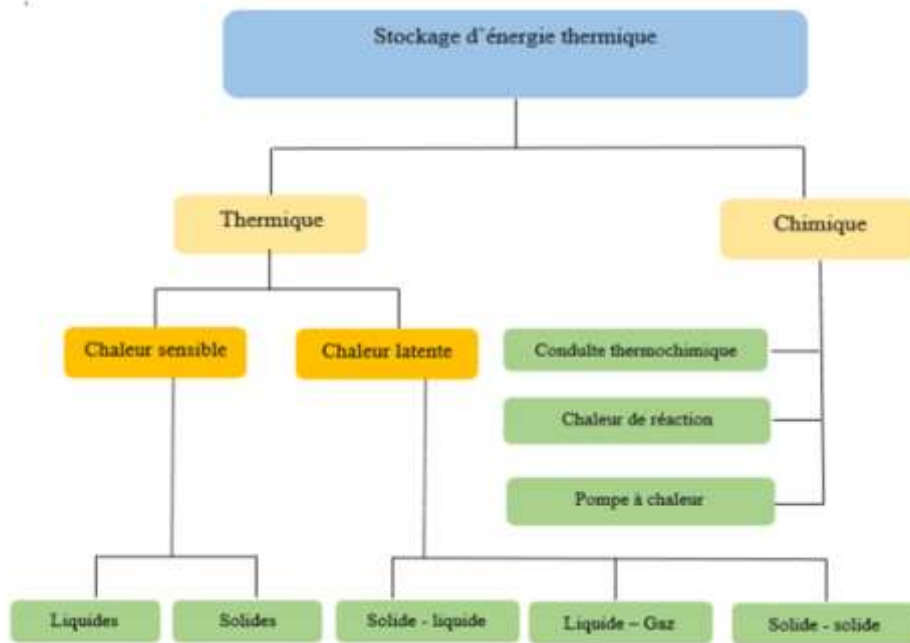 Stockage d'énergie thermique
Thermique
Chimique
Chaleur sensible
Chaleur latente
Condulte thermochimique
Chaleur de réaction
Pompe à chaleur
Liquides
Solides
Solide - liquide
Liquide – Gaz
Solide - solide